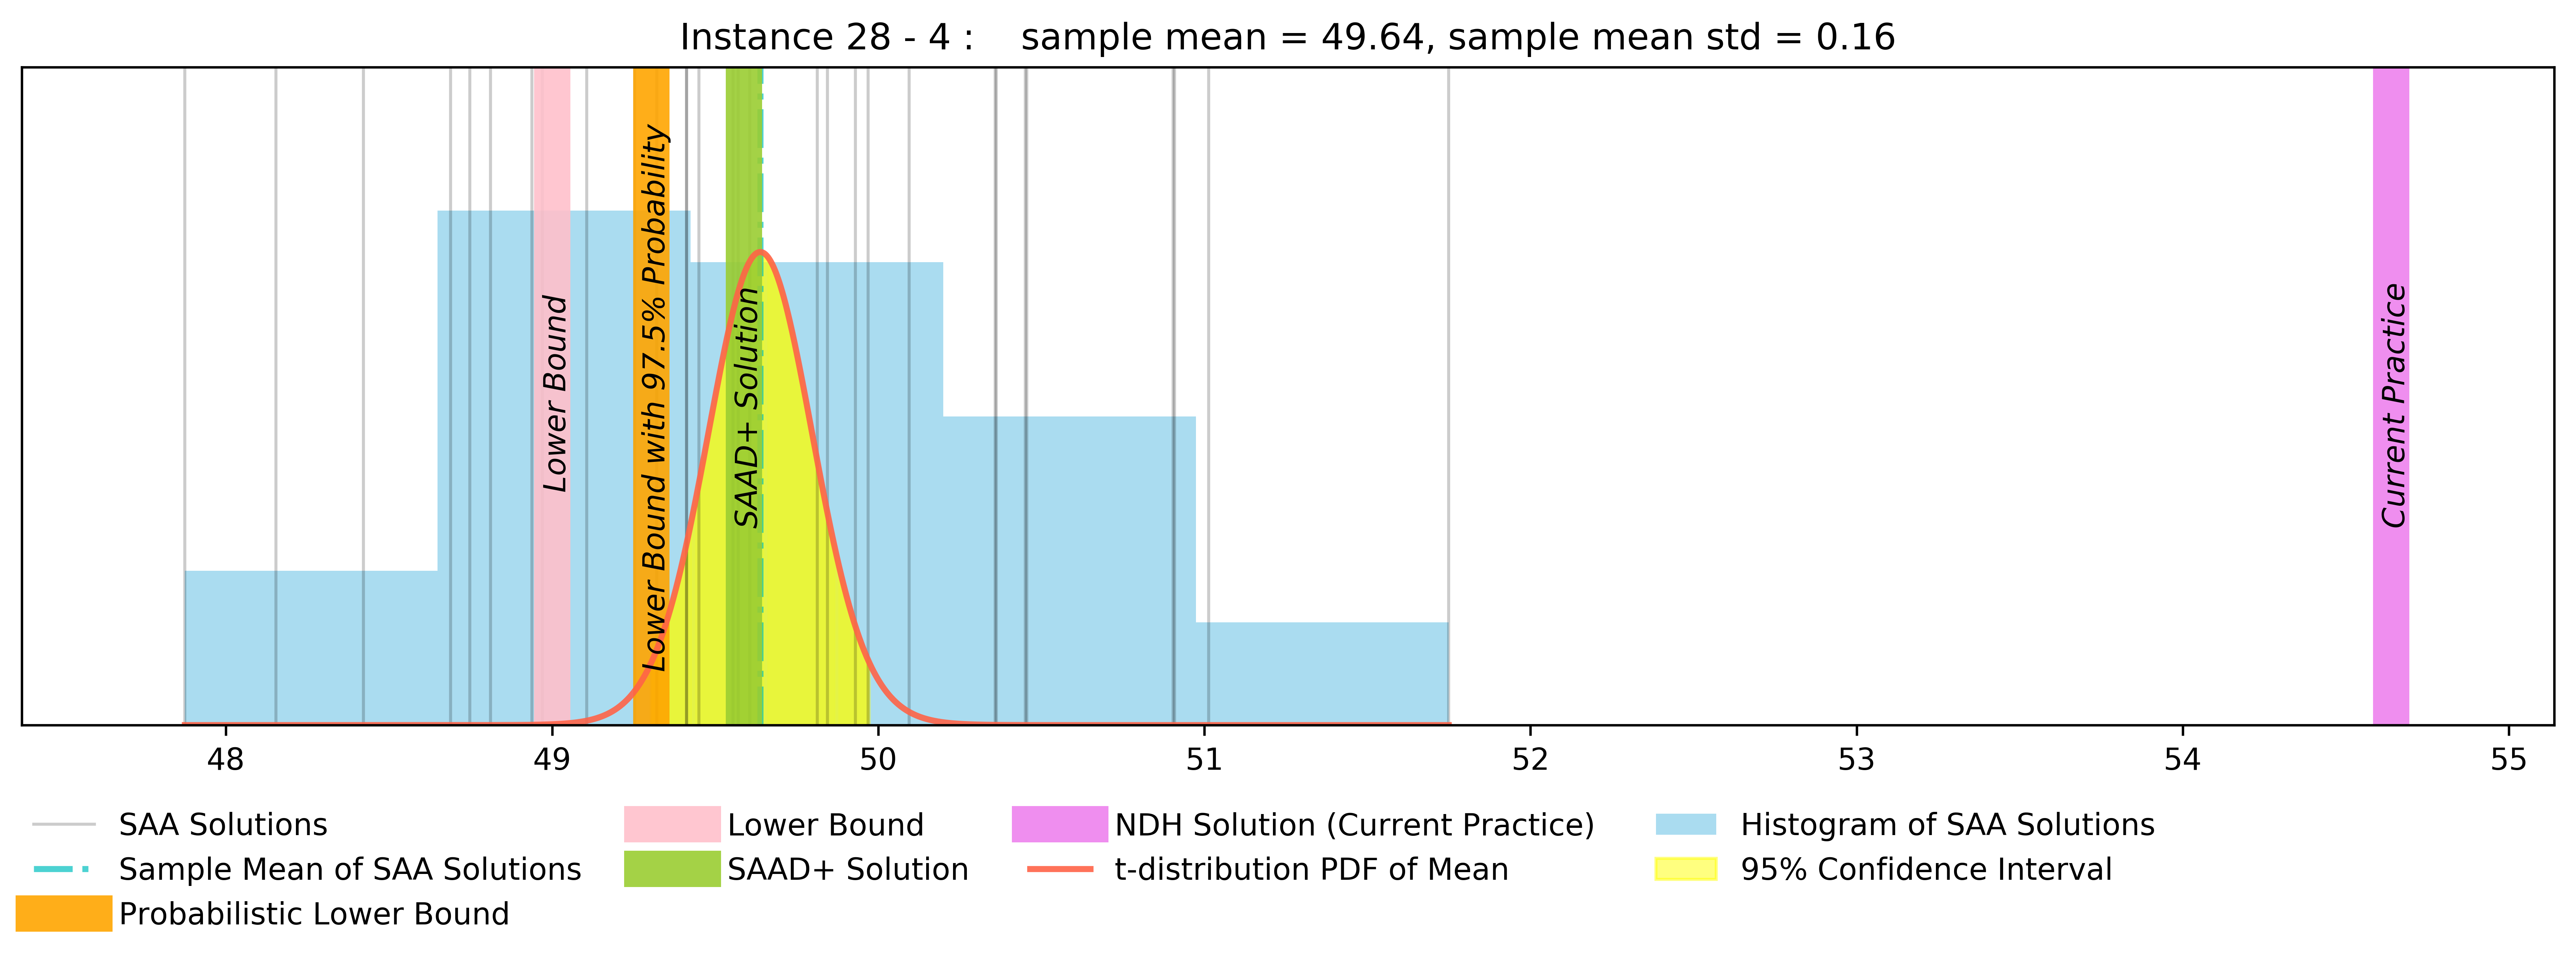 Instance 28 - 4 :    sample mean = 49.64, sample mean std = 0.16
Lower Bound
Lower Bound with 97.5% Probability
SAAD+ Solution
Current Practice
48 49 50 51 52 53 54 55
SAA Solutions
Sample Mean of SAA Solutions
Probabilistic Lower Bound
Lower Bound
SAAD+ Solution
NDH Solution (Current Practice)
t-distribution PDF of Mean
Histogram of SAA Solutions
95% Confidence Interval